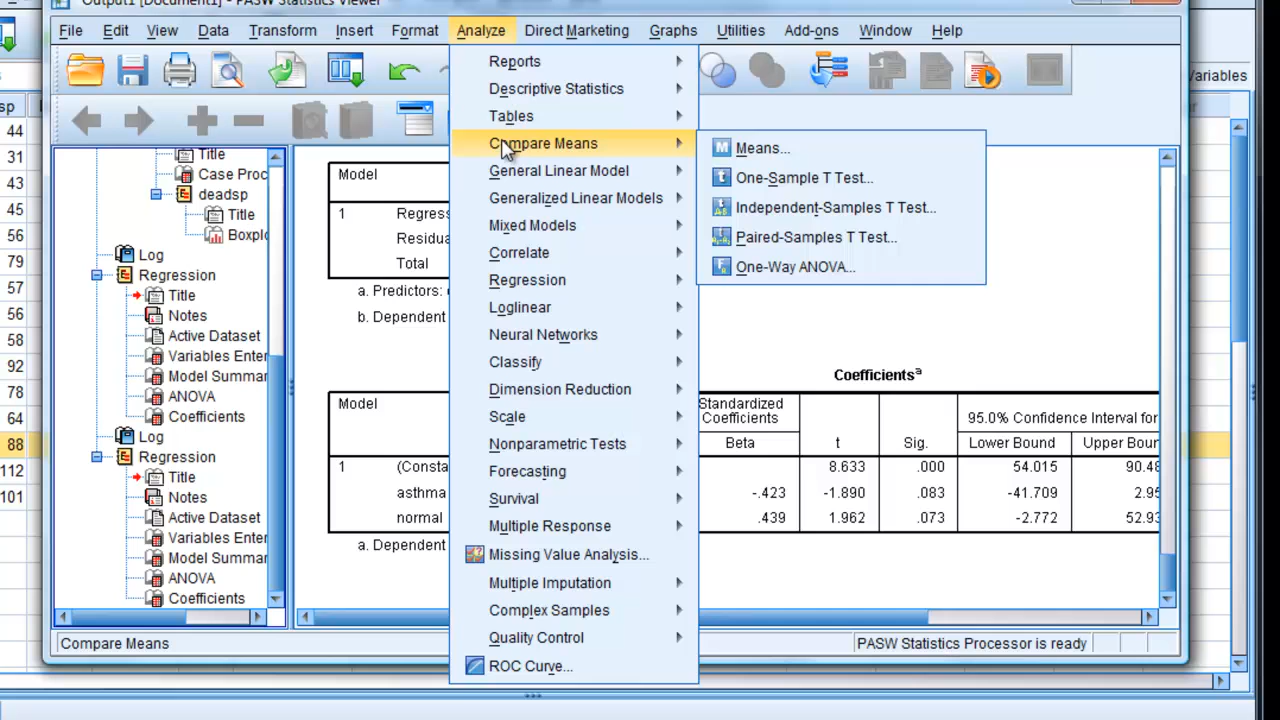 Output1 [Document1] - PASW Statistics Viewer
File Edit View Data Transform Insert Format Analyze Direct Marketing Graphs Utilities Add-ons Window Help
Variables
sp
44
31
43
45
56
79
57
56
58
92
78
64
88
112
101
Title
Case Proc
deadsp
Title
Boxplo
Log
Regression
Title
Notes
Active Dataset
Variables Enter
Model Summar
ANOVA
Coefficients
Log
Regression
Title
Notes
Active Dataset
Variables Enter
Model Summar
ANOVA
Coefficients
Reports
Descriptive Statistics
Tables
Compare Means
General Linear Model
Generalized Linear Models
Mixed Models
Correlate
Regression
Loglinear
Neural Networks
Classify
Dimension Reduction
Scale
Nonparametric Tests
Forecasting
Survival
Multiple Response
Missing Value Analysis...
Multiple Imputation
Complex Samples
Quality Control
ROC Curve...
M Means...
One-Sample T Test...
Independent-Samples T Test...
Paired-Samples T Test...
One-Way ANOVA...
Model
1 Regres
Residua
Total
a. Predictors:
b. Dependent
Coefficientsa
Model Standardized Coefficients t Sig. 95.0% Confidence Interval for
Beta Lower Bound Upper Boun
1 (Consta 8.633 .000 54.015 90.48
asthma -.423 -1.890 .083 -41.709 2.95
normal .439 1.962 .073 -2.772 52.93
a. Dependent
Compare Means
PASW Statistics Processor is ready